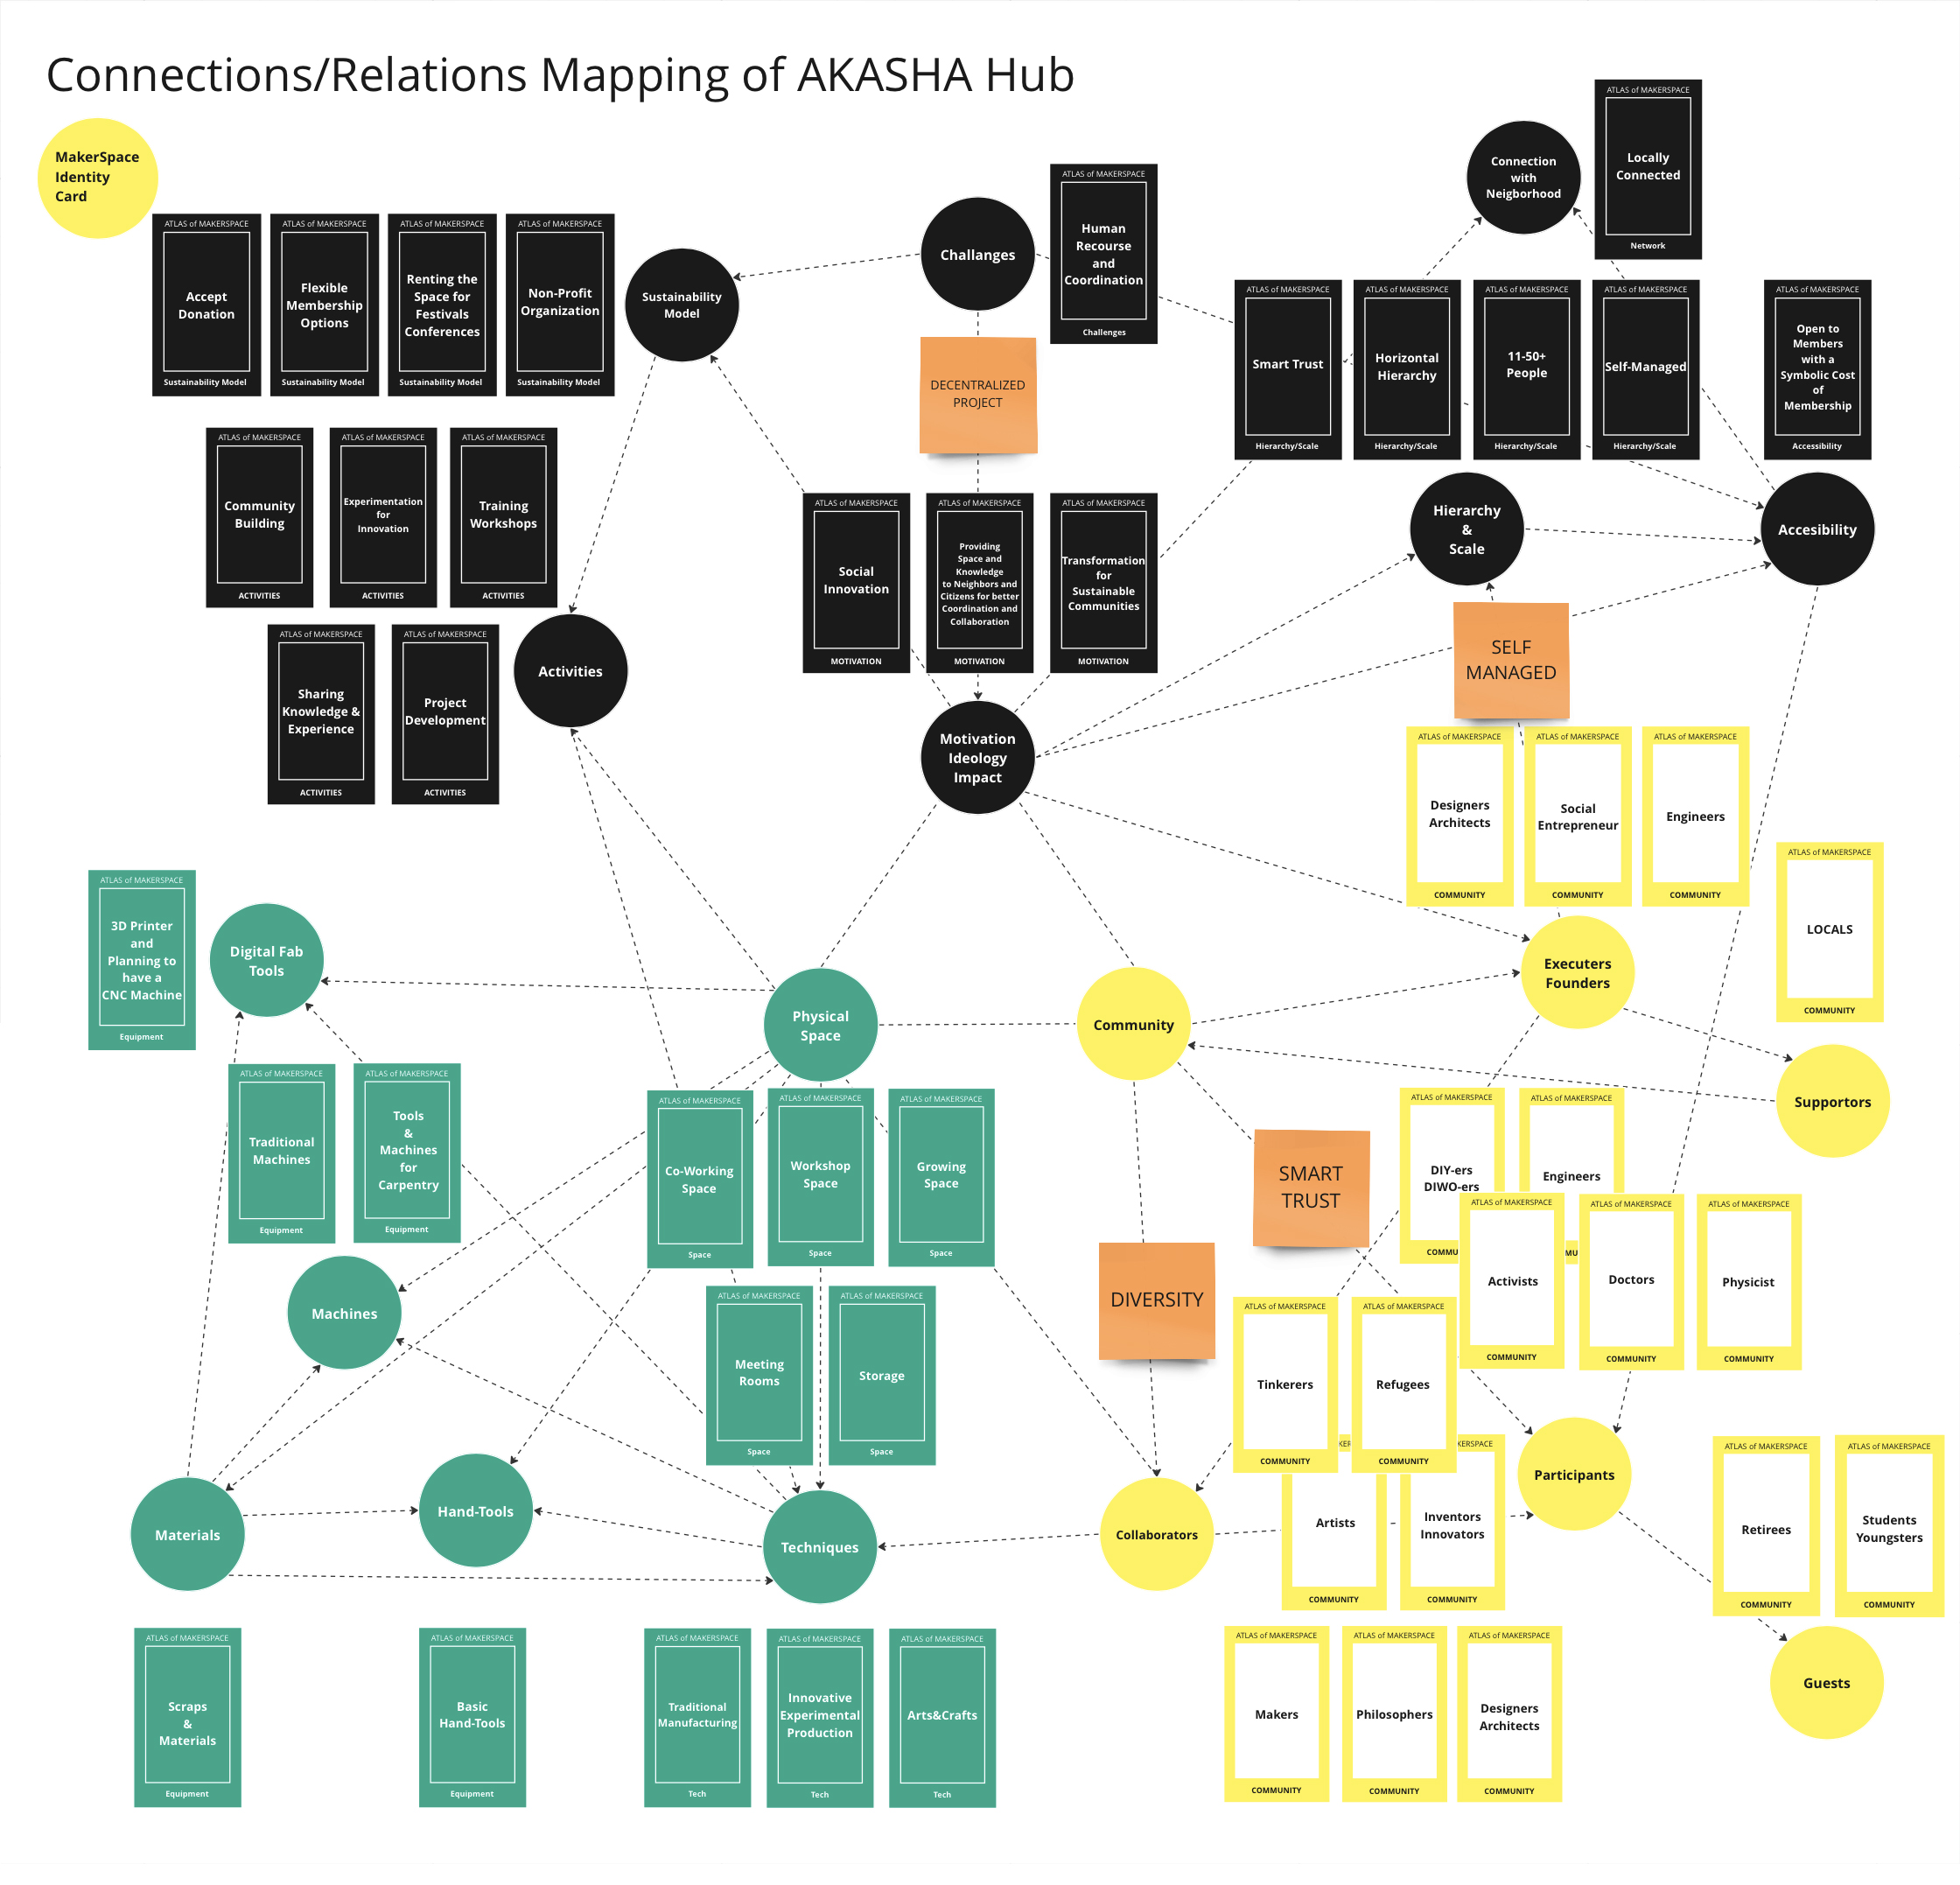 Connections/Relations Mapping of AKASHA Hub
MakerSpace
Identity
Card
ATLAS of MAKERSPACE
Accept
Donation
Sustainability Model
ATLAS of MAKERSPACE
Flexible
Membership
Options
Sustainability Model
ATLAS of MAKERSPACE
Renting the
Space for
Festivals
Conferences
Sustainability Model
ATLAS of MAKERSPACE
Non-Profit
Organization
Sustainability Model
Sustainability
Model
Challanges
ATLAS of MAKERSPACE
Human
Recourse
and
Coordination
Challenges
Connection
with
Neigborhood
ATLAS of MAKERSPACE
Locally
Connected
Network
DECENTRALIZED
PROJECT
ATLAS of MAKERSPACE
Smart Trust
Hierarchy/Scale
ATLAS of MAKERSPACE
Horizontal
Hierarchy
Hierarchy/Scale
ATLAS of MAKERSPACE
11-50+
People
Hierarchy/Scale
ATLAS of MAKERSPACE
Self-Managed
Hierarchy/Scale
ATLAS of MAKERSPACE
Open to
Members
with a
Symbolic Cost
of
Membership
Accessibility
ATLAS of MAKERSPACE
Community
Building
ACTIVITIES
ATLAS of MAKERSPACE
Experimentation
for
Innovation
ACTIVITIES
ATLAS of MAKERSPACE
Training
Workshops
ACTIVITIES
ATLAS of MAKERSPACE
Social
Innovation
MOTIVATION
ATLAS of MAKERSPACE
Providing
Space and
Knowledge
to Neighbors and
Citizens for better
Coordination and
Collaboration
MOTIVATION
ATLAS of MAKERSPACE
Transformation
for
Sustainable
Communities
MOTIVATION
Hierarchy
&
Scale
Accesibility
ATLAS of MAKERSPACE
Sharing
Knowledge &
Experience
ACTIVITIES
ATLAS of MAKERSPACE
Project
Development
ACTIVITIES
Activities
Motivation
Ideology
Impact
SELF
MANAGED
ATLAS of MAKERSPACE
Designers
Architects
COMMUNITY
ATLAS of MAKERSPACE
Social
Entrepreneur
COMMUNITY
ATLAS of MAKERSPACE
Engineers
COMMUNITY
ATLAS of MAKERSPACE
LOCALS
COMMUNITY
ATLAS of MAKERSPACE
3D Printer
and
Planning to
have a
CNC Machine
Equipment
Digital Fab
Tools
Physical
Space
Community
Executers
Founders
Supportors
ATLAS of MAKERSPACE
Traditional
Machines
Equipment
ATLAS of MAKERSPACE
Tools
&
Machines
for
Carpentry
Equipment
ATLAS of MAKERSPACE
Co-Working
Space
Space
ATLAS of MAKERSPACE
Workshop
Space
Space
ATLAS of MAKERSPACE
Growing
Space
Space
SMART
TRUST
DIVERSITY
ATLAS of MAKERSPACE
DIY-ers
DIWO-ers
COMMU
ATLAS of MAKERSPACE
Engineers
MU
ATLAS of MAKERSPACE
Activists
COMMUNITY
ATLAS of MAKERSPACE
Doctors
COMMUNITY
ATLAS of MAKERSPACE
Physicist
COMMUNITY
Machines
ATLAS of MAKERSPACE
Meeting
Rooms
Space
ATLAS of MAKERSPACE
Storage
Space
ATLAS of MAKERSPACE
Tinkerers
COMMUNITY
ATLAS of MAKERSPACE
Refugees
COMMUNITY
Materials
Hand-Tools
Techniques
Collaborators
KERSPACE
Artists
COMMUNITY
Inventors
Innovators
COMMUNITY
Participants
ATLAS of MAKERSPACE
Retirees
COMMUNITY
ATLAS of MAKERSPACE
Students
Youngsters
COMMUNITY
ATLAS of MAKERSPACE
Scraps
&
Materials
Equipment
ATLAS of MAKERSPACE
Basic
Hand-Tools
Equipment
ATLAS of MAKERSPACE
Traditional
Manufacturing
Tech
ATLAS of MAKERSPACE
Innovative
Experimental
Production
Tech
ATLAS of MAKERSPACE
Arts&Crafts
Tech
ATLAS of MAKERSPACE
Makers
COMMUNITY
ATLAS of MAKERSPACE
Philosophers
COMMUNITY
ATLAS of MAKERSPACE
Designers
Architects
COMMUNITY
Guests